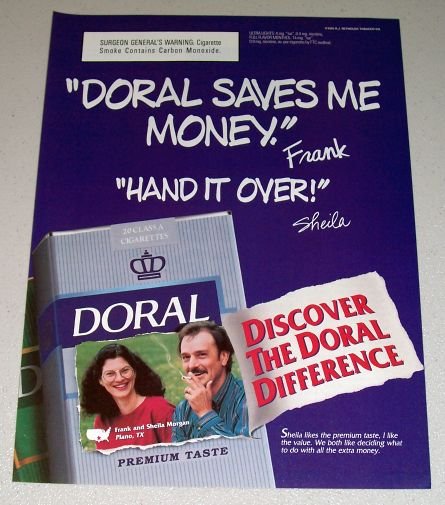 SURGEON GENERAL'S WARNING: Cigarette
Smoke Contains Carbon Monoxide.
"DORAL SAVES ME
MONEY."
Frank
"HAND IT OVER!"
Sheila
20 CLASS A
CIGARETTES
DORAL
DISCOVER
THE DORAL
DIFFERENCE
Frank and Sheila Morgan
Plano, TX
PREMIUM TASTE
Sheila likes the premium taste, I like
the value. We both like deciding what
to do with all the extra money.